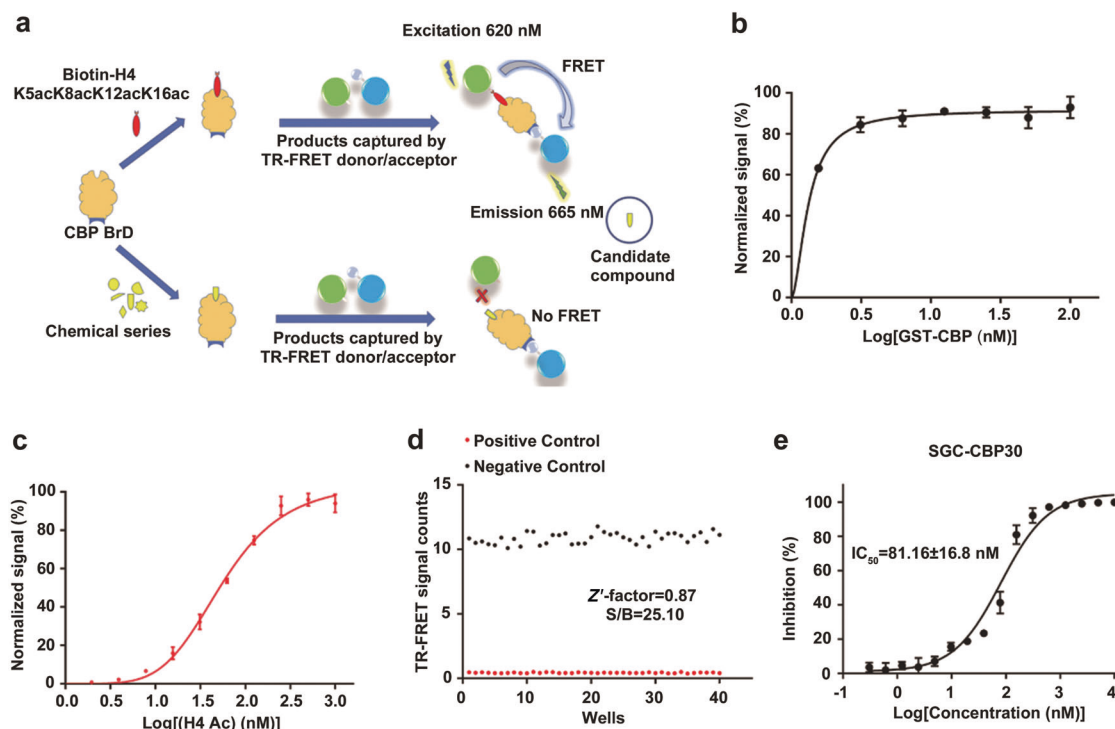 a
Excitation 620 nM
Biotin-H4
K5acK8acK12acK16ac
FRET
Products captured by
TR-FRET donor/acceptor
CBP BrD
Emission 665 nM
Candidate
compound
Chemical series
Products captured by
TR-FRET donor/acceptor
No FRET
b
Normalized signal (%)
100
80
60
40
20
0
0.0 0.5 1.0 1.5 2.0
Log[GST-CBP (nM)]
c
Normalized signal (%)
100
80
60
40
20
0
0.0 0.5 1.0 1.5 2.0 2.5 3.0
Log[(H4 Ac) (nM)]
d
Positive Control
Negative Control
TR-FRET signal counts
15
10
5
0
Z'-factor=0.87
S/B=25.10
10 20 30 40
Wells
e
SGC-CBP30
Inhibition (%)
100
80
60
40
20
0
IC50=81.16±16.8 nM
-1 0 1 2 3 4
Log[Concentration (nM)]